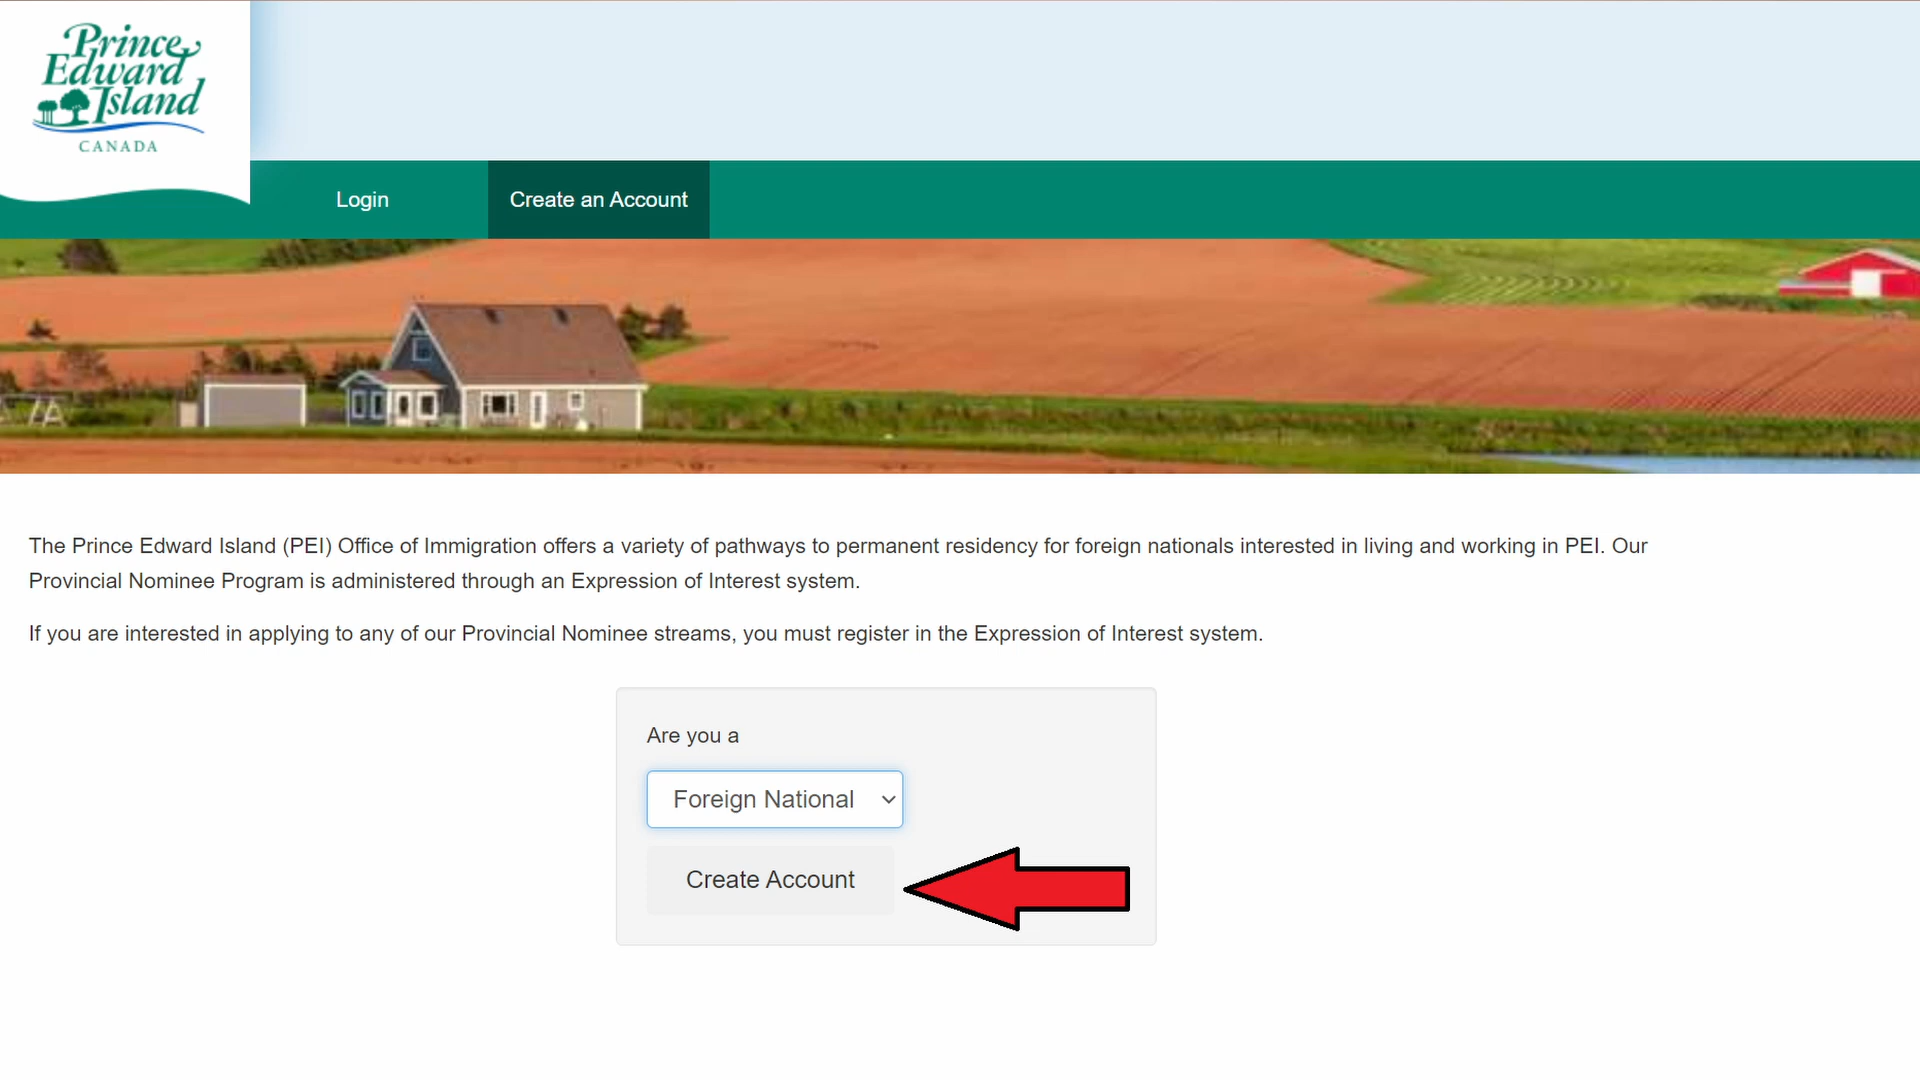 Prince
Edward
Island
CANADA
Login
Create an Account
The Prince Edward Island (PEI) Office of Immigration offers a variety of pathways to permanent residency for foreign nationals interested in living and working in PEI. Our
Provincial Nominee Program is administered through an Expression of Interest system.
If you are interested in applying to any of our Provincial Nominee streams, you must register in the Expression of Interest system.
Are you a
Foreign National
Create Account